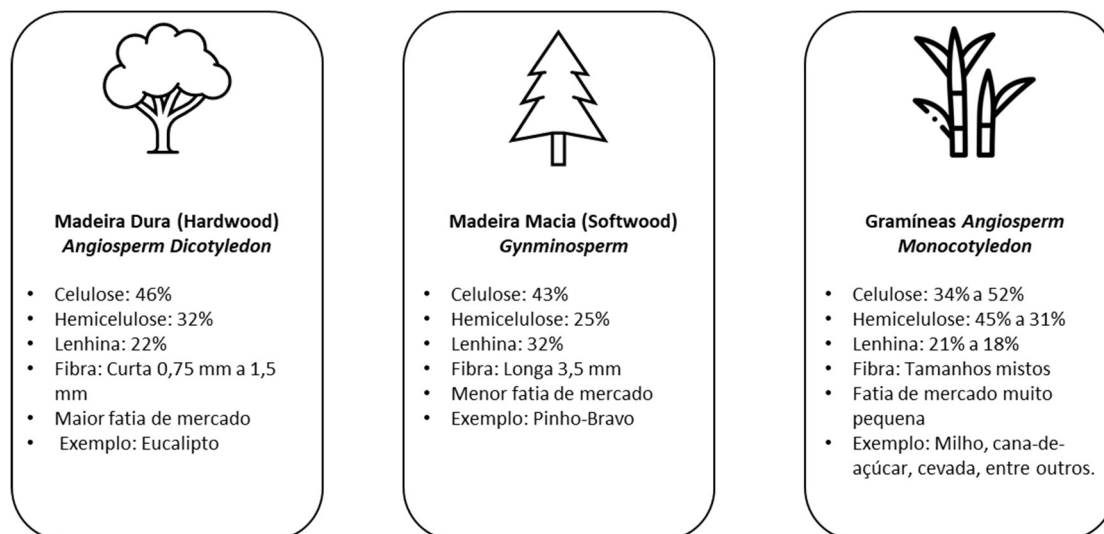 Madeira Dura (Hardwood)
Angiosperm Dicotyledon
• Celulose: 46%
• Hemicelulose: 32%
• Lenhina: 22%
• Fibra: Curta 0,75 mm a 1,5
mm
• Maior fatia de mercado
• Exemplo: Eucalipto
Madeira Macia (Softwood)
Gynminosperm
• Celulose: 43%
• Hemicelulose: 25%
• Lenhina: 32%
• Fibra: Longa 3,5 mm
• Menor fatia de mercado
• Exemplo: Pinho-Bravo
Gramíneas Angiosperm
Monocotyledon
• Celulose: 34% a 52%
• Hemicelulose: 45% a 31%
• Lenhina: 21% a 18%
• Fibra: Tamanhos mistos
• Fatia de mercado muito
pequena
• Exemplo: Milho, cana-de-
açúcar, cevada, entre outros.